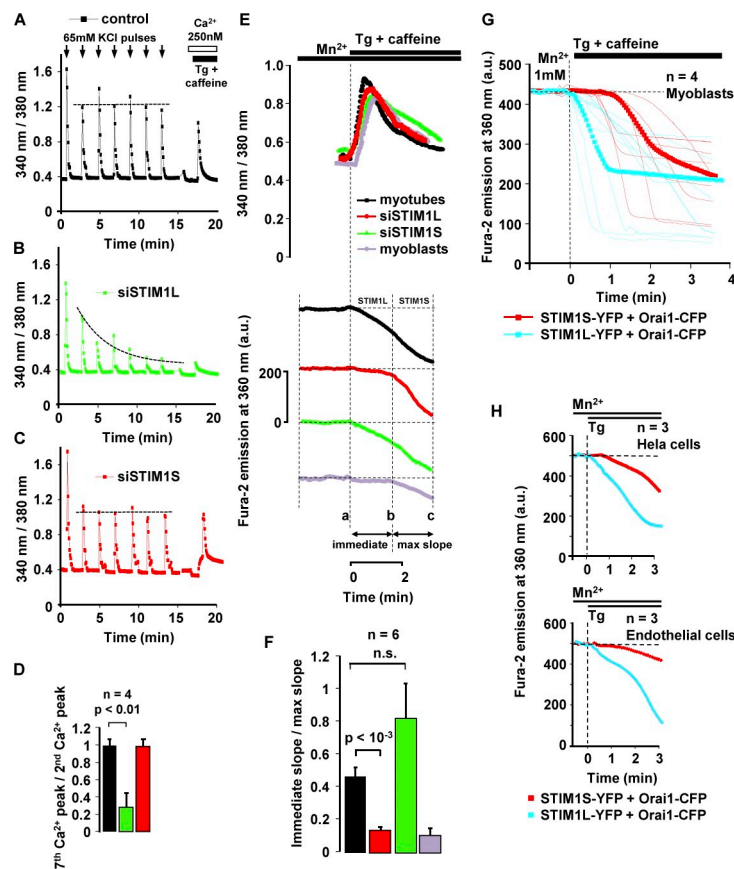 A
control
65mM KCl pulses
Ca²⁺
250nM
Tg +
caffeine
340 nm / 380 nm
1.6
1.2
0.8
0.4
0
0 5 10 15 20
Time (min)
B
siSTIM1L
340 nm / 380 nm
1.6
1.2
0.8
0.4
0
0 5 10 15 20
Time (min)
C
siSTIM1S
340 nm / 380 nm
1.6
1.2
0.8
0.4
0
0 5 10 15 20
Time (min)
D
n = 4
p < 0.01
7th Ca²⁺ peak / 2nd Ca²⁺ peak
1.2
1
0.8
0.6
0.4
0.2
0
E
Tg + caffeine
Mn²⁺
340 nm / 380 nm
1.0
0.8
0.6
0.4
0
myotubes
siSTIM1L
siSTIM1S
myoblasts
STIM1L STIM1S
Fura-2 emission at 360 nm (a.u.)
200
0
a b c
immediate max slope
0 2
Time (min)
F
n = 6
n.s.
p < 10⁻³
Immediate slope / max slope
1.2
1
0.8
0.6
0.4
0.2
0
G
Tg + caffeine
Mn²⁺
1mM
n = 4
Myoblasts
Fura-2 emission at 360 nm (a.u.)
500
400
300
200
100
0
0 1 2 3 4
Time (min)
STIM1S-YFP + Orai1-CFP
STIM1L-YFP + Orai1-CFP
H
Mn²⁺
Tg n = 3
Hela cells
600
400
200
0
0 1 2 3
Fura-2 emission at 360 nm (a.u.)
Mn²⁺
Tg n = 3
Endothelial cells
600
400
200
0
0 1 2 3
Time (min)
STIM1S-YFP + Orai1-CFP
STIM1L-YFP + Orai1-CFP